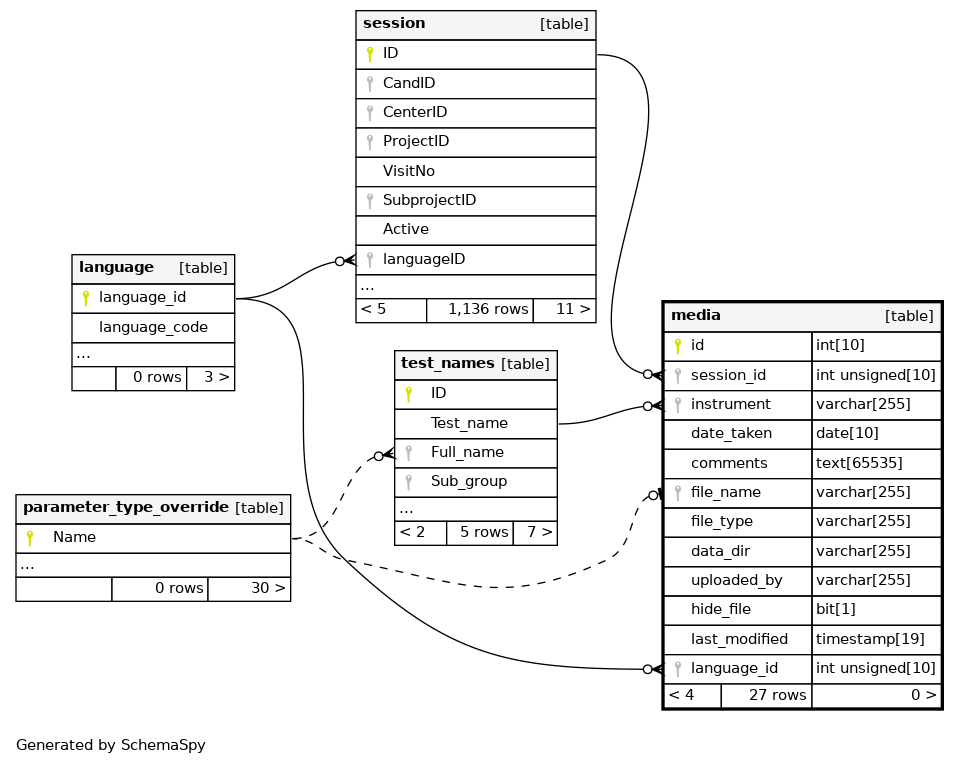 session [table]
ID
CandID
CenterID
ProjectID
VisitNo
SubprojectID
Active
languageID
...
< 5 1,136 rows 11 >
language [table]
language_id
language_code
...
0 rows 3 >
test_names [table]
ID
Test_name
Full_name
Sub_group
...
< 2 5 rows 7 >
parameter_type_override [table]
Name
...
0 rows 30 >
media [table]
id int[10]
session_id int unsigned[10]
instrument varchar[255]
date_taken date[10]
comments text[65535]
file_name varchar[255]
file_type varchar[255]
data_dir varchar[255]
uploaded_by varchar[255]
hide_file bit[1]
last_modified timestamp[19]
language_id int unsigned[10]
< 4 27 rows 0 >
Generated by SchemaSpy